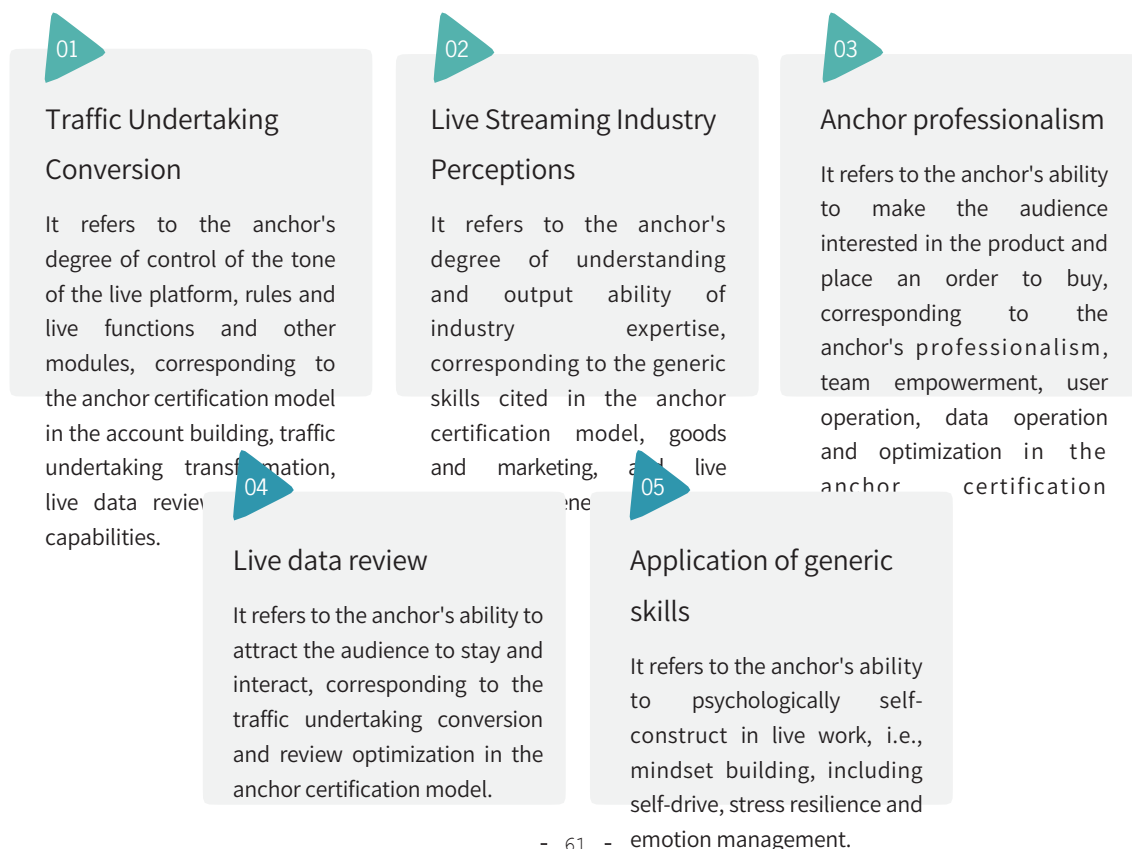 01
Traffic Undertaking
Conversion
It refers to the anchor's
degree of control of the tone
of the live platform, rules and
live functions and other
modules, corresponding to
the anchor certification model
in the account building, traffic
undertaking
live data
capabilities.
02
Live Streaming Industry
Perceptions
It refers to the anchor's
degree of understanding
and output ability of
industry expertise,
corresponding to the generic
skills cited in the anchor
certification model, goods
and marketing, live
03
Anchor professionalism
It refers to the anchor's ability
to make the audience
interested in the product and
place an order to buy,
corresponding to the
anchor's professionalism,
team empowerment, user
operation, data operation
and optimization in the
anchor certification
04
Live data review
It refers to the anchor's ability to
attract the audience to stay and
interact, corresponding to the
traffic undertaking conversion
and review optimization in the
anchor certification model.
05
Application of generic
skills
It refers to the anchor's ability
to psychologically self-
construct in live work, i.e.,
mindset building, including
self-drive, stress resilience and
emotion management.
- 61 -